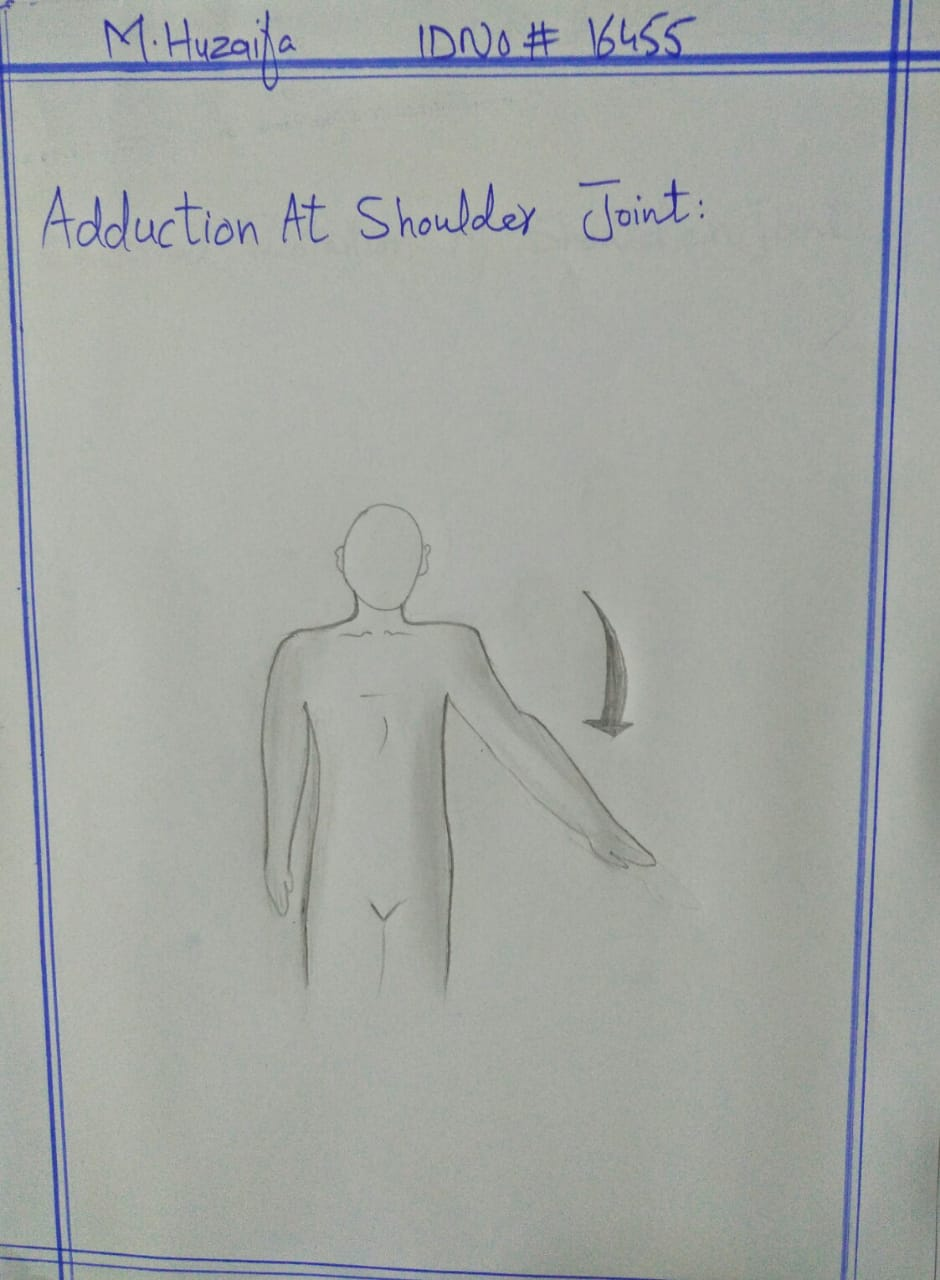 M. Huzaifa IDNo # 16455
Adduction At Shoulder Joint: